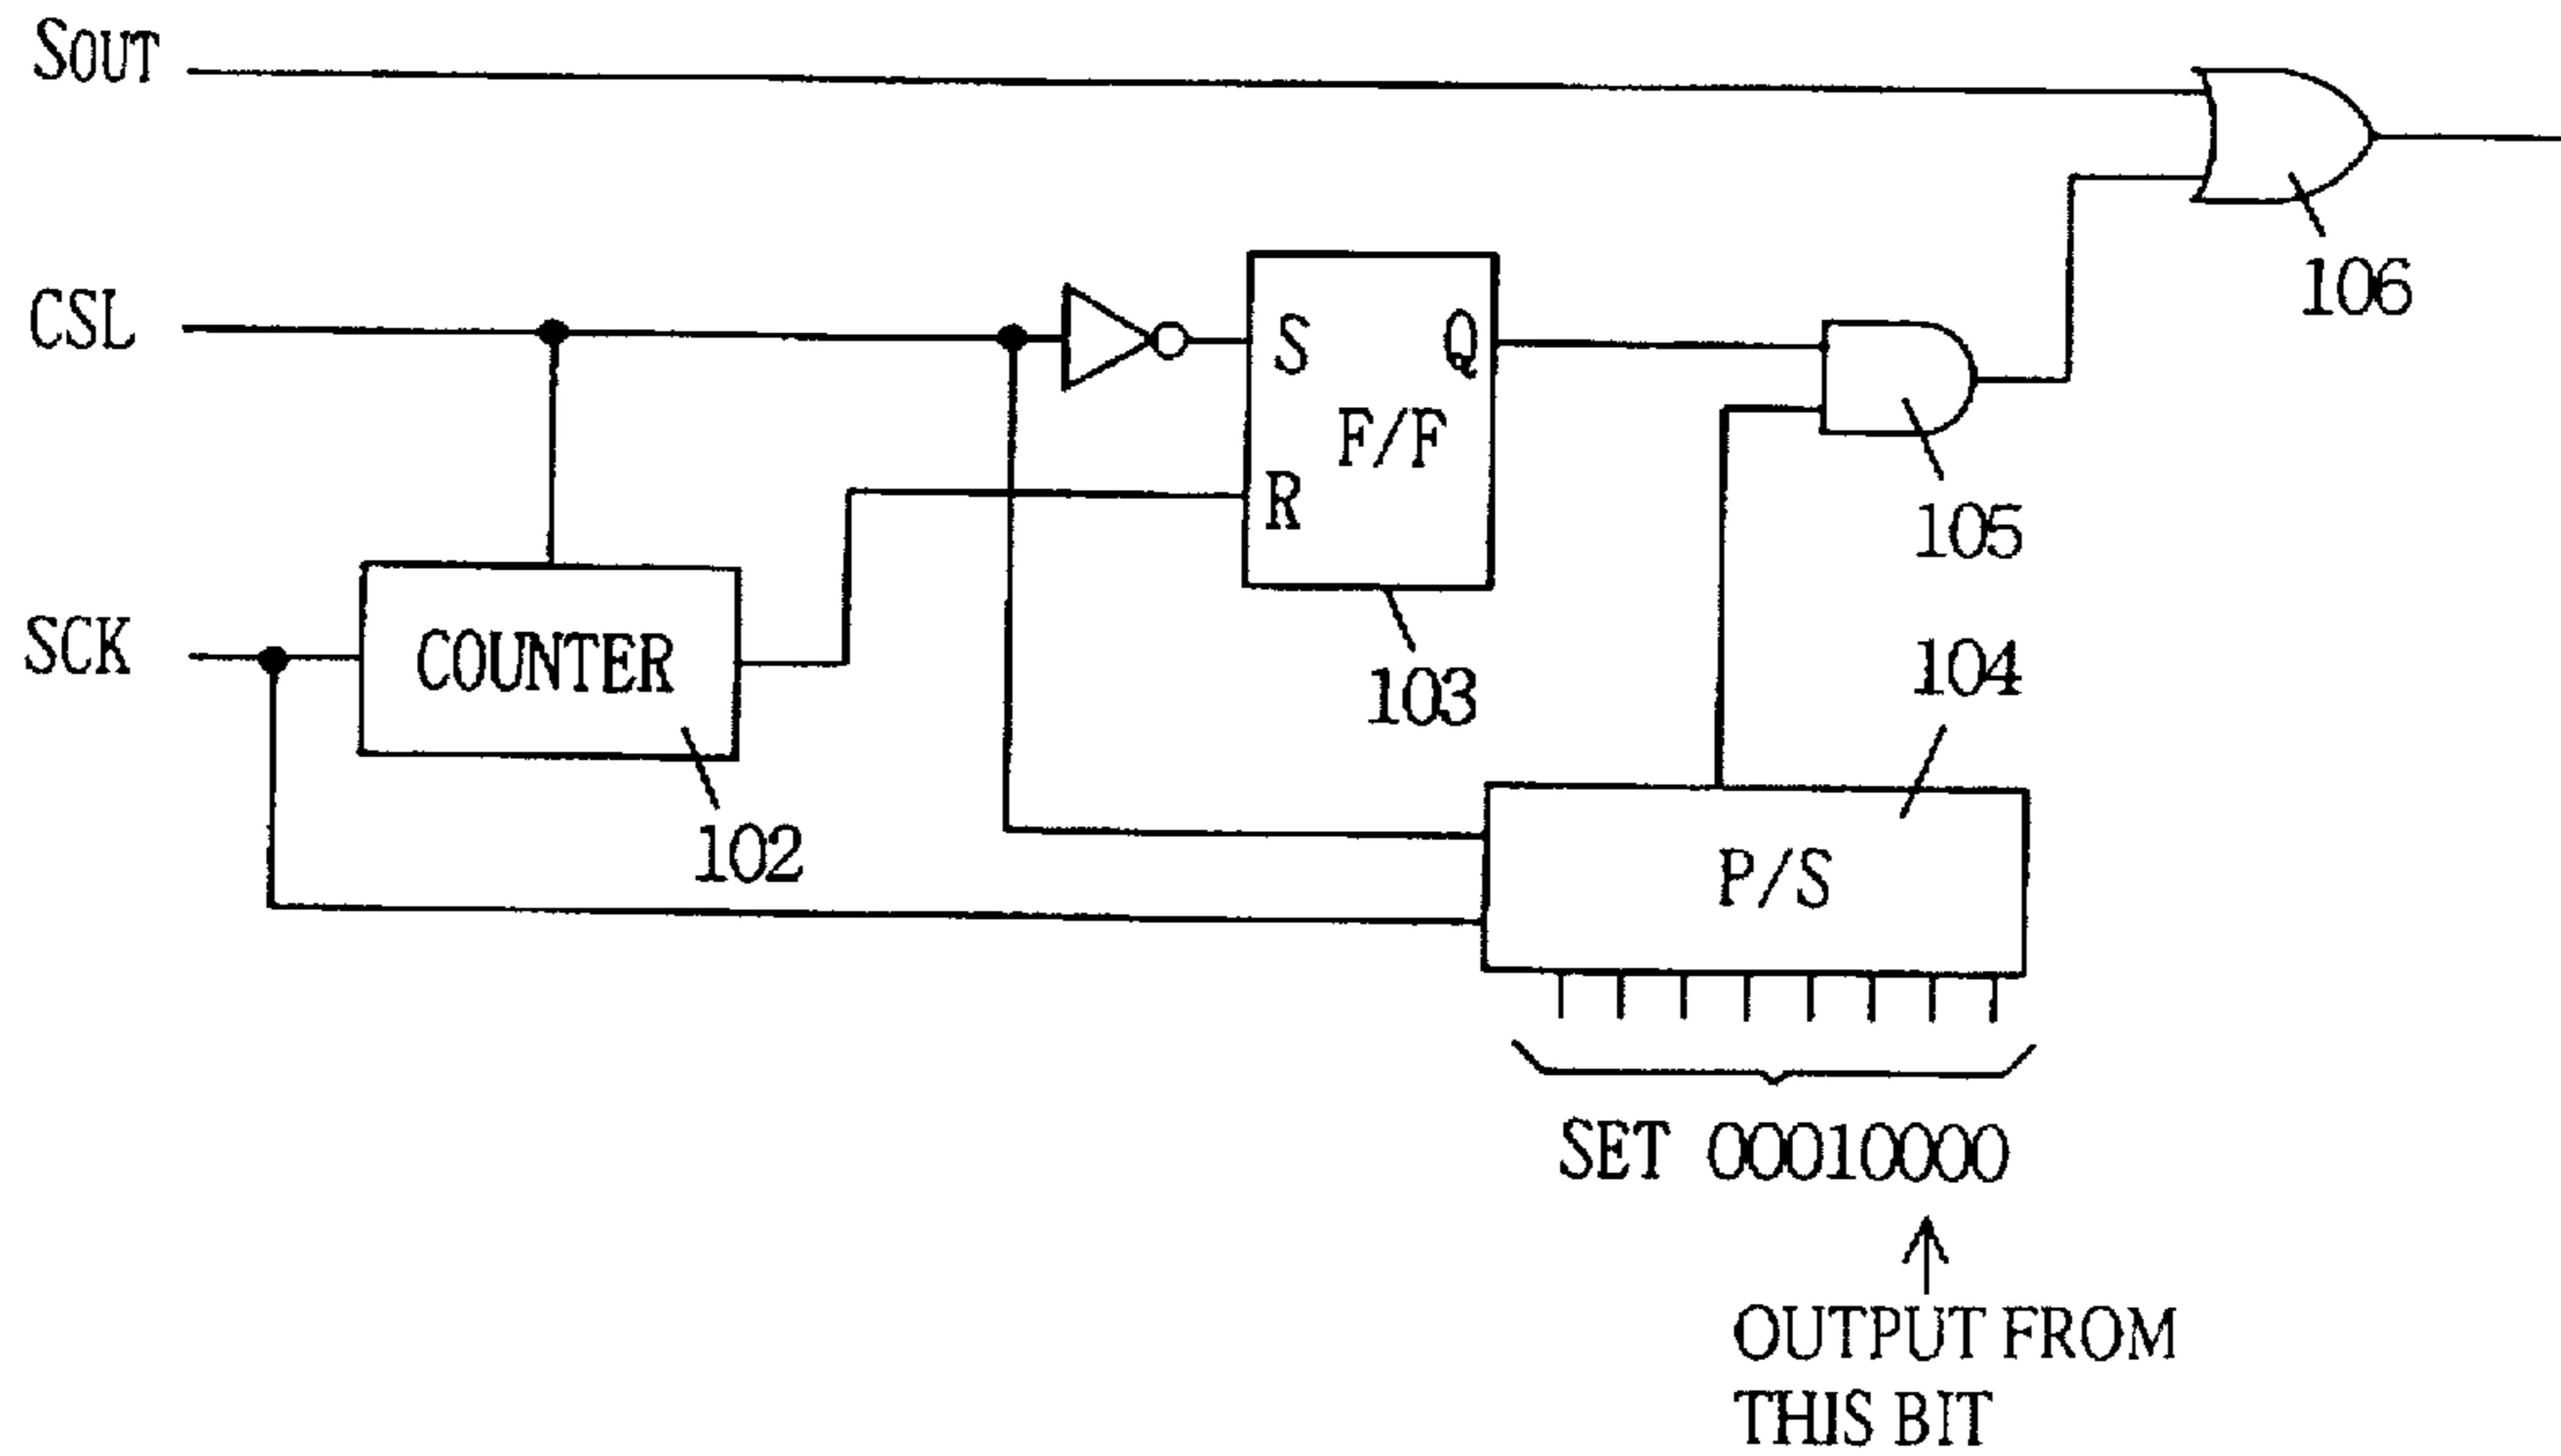 SOUT
106
CSL
S Q
F/F
R
105
SCK
COUNTER
103
104
102
P/S
SET 00010000
OUTPUT FROM
THIS BIT